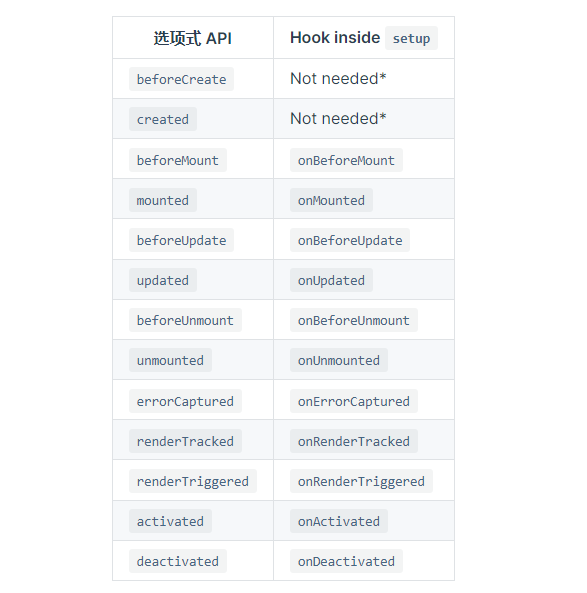 选项式 API Hook inside setup
beforeCreate Not needed*
created Not needed*
beforeMount onBeforeMount
mounted onMounted
beforeUpdate onBeforeUpdate
updated onUpdated
beforeUnmount onBeforeUnmount
unmounted onUnmounted
errorCaptured onErrorCaptured
renderTracked onRenderTracked
renderTriggered onRenderTriggered
activated onActivated
deactivated onDeactivated